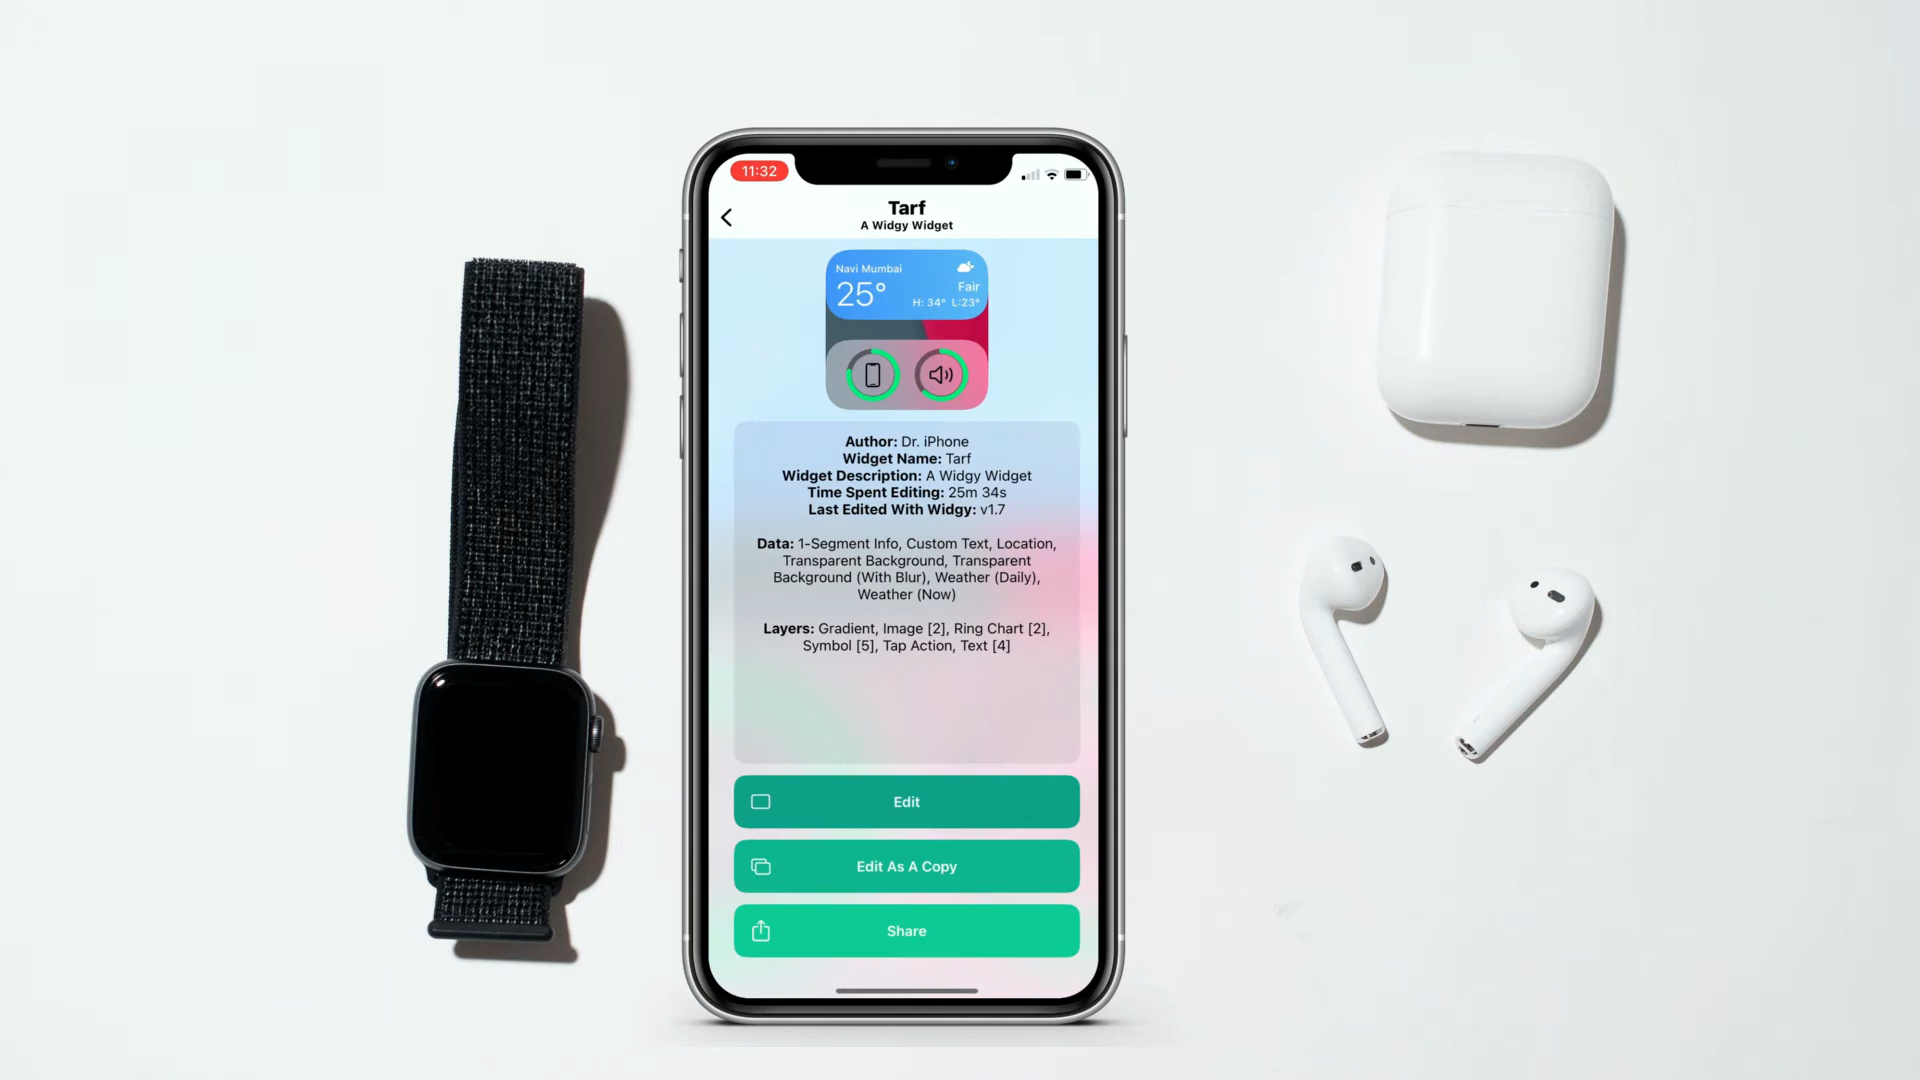 11:32
Tarf
A Widgy Widget
Navi Mumbai
25°
Fair
H: 34° L:23°
Author: Dr. iPhone
Widget Name: Tarf
Widget Description: A Widgy Widget
Time Spent Editing: 25m 34s
Last Edited With Widgy: v1.7
Data: 1-Segment Info, Custom Text, Location,
Transparent Background, Transparent
Background (With Blur), Weather (Daily),
Weather (Now)
Layers: Gradient, Image [2], Ring Chart [2],
Symbol [5], Tap Action, Text [4]
Edit
Edit As A Copy
Share